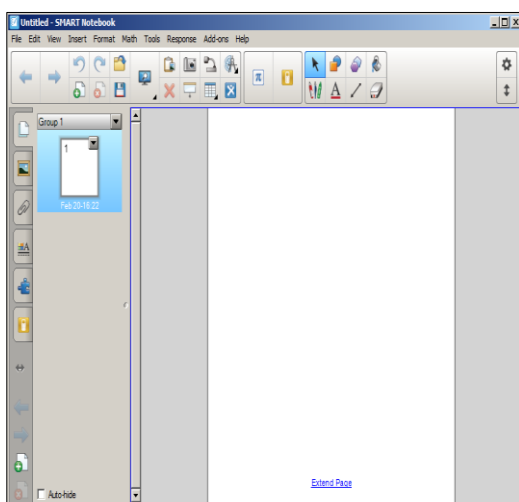 Untitled - SMART Notebook
File Edit View Insert Format Math Tools Response Add-ons Help
Group 1
1
Feb 20-16:22
Extend Page
Auto-hide